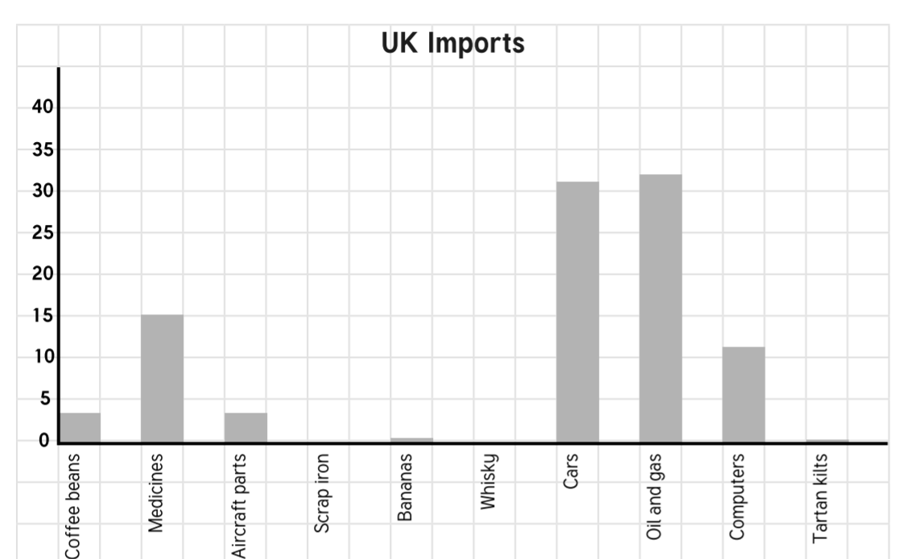 UK Imports
40
35
30
25
20
15
10
5
0
Coffee beans
Medicines
Aircraft parts
Scrap iron
Bananas
Whisky
Cars
Oil and gas
Computers
Tartan kilts